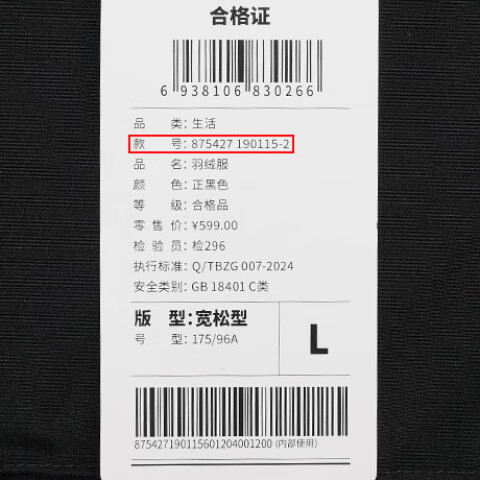 合格证
6 938106 830266
品 类: 生活
款 号: 875427 190115-2
品 名: 羽绒服
颜 色: 正黑色
等 级: 合格品
零 售 价: ¥599.00
检 验 员: 检296
执行标准: Q/TBZG 007-2024
安全类别: GB 18401 C类
版 型: 宽松型
号 型: 175/96A
L
875427190115601204001200 (内部使用)